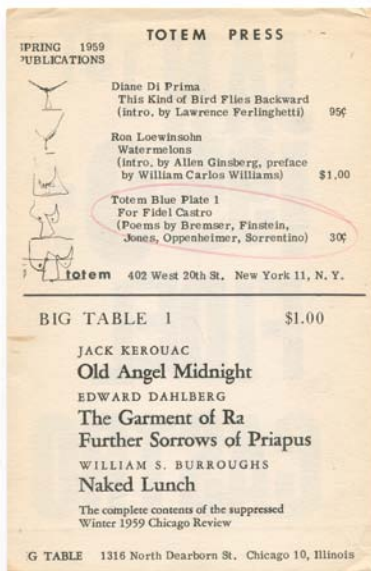 TOTEM PRESS
SPRING 1959
PUBLICATIONS
Diane Di Prima
This Kind of Bird Flies Backward
(intro. by Lawrence Ferlinghetti) 95¢
Ron Loewinsohn
Watermelons
(intro. by Allen Ginsberg, preface
by William Carlos Williams) $1.00
Totem Blue Plate 1
For Fidel Castro
(Poems by Bremser, Finstein,
Jones, Oppenheimer, Sorrentino) 30¢
totem 402 West 20th St. New York 11, N. Y.
BIG TABLE 1 $1.00
JACK KEROUAC
Old Angel Midnight
EDWARD DAHLBERG
The Garment of Ra
Further Sorrows of Priapus
WILLIAM S. BURROUGHS
Naked Lunch
The complete contents of the suppressed
Winter 1959 Chicago Review
G TABLE 1316 North Dearborn St. Chicago 10, Illinois